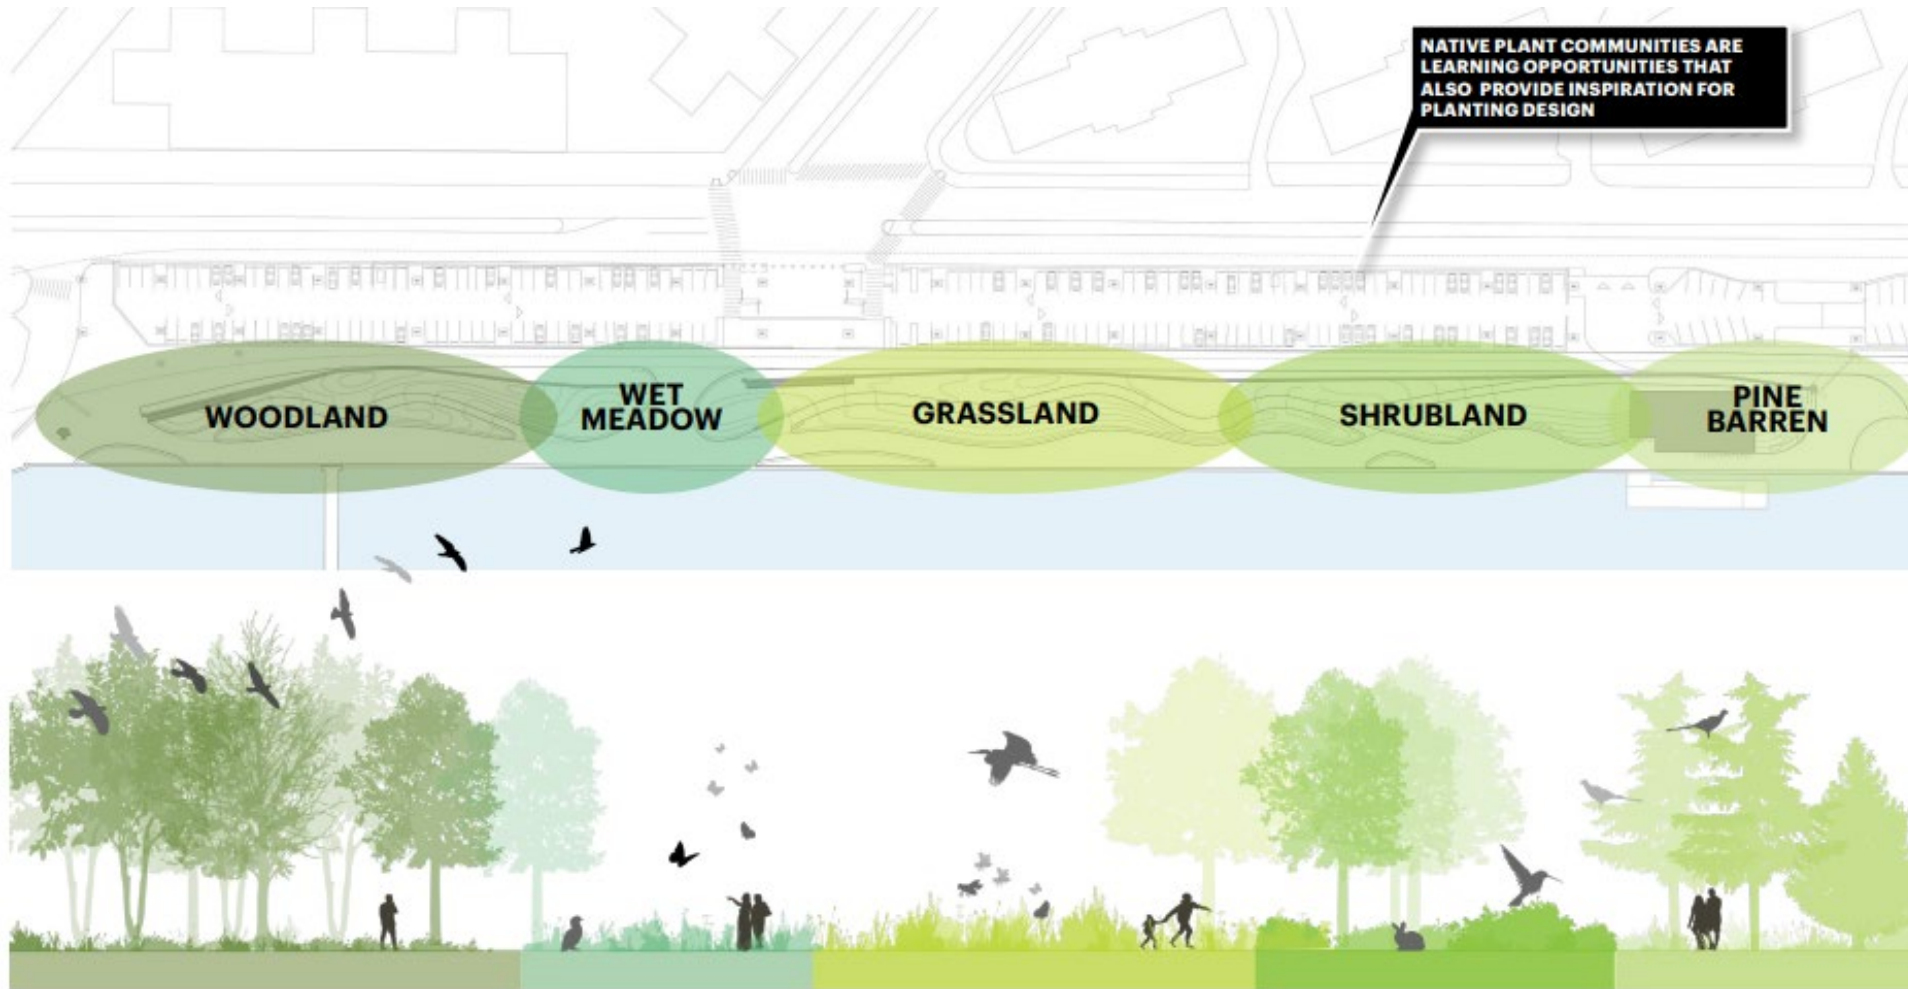 NATIVE PLANT COMMUNITIES ARE
LEARNING OPPORTUNITIES THAT
ALSO PROVIDE INSPIRATION FOR
PLANTING DESIGN
WOODLAND
WET
MEADOW
GRASSLAND
SHRUBLAND
PINE
BARREN